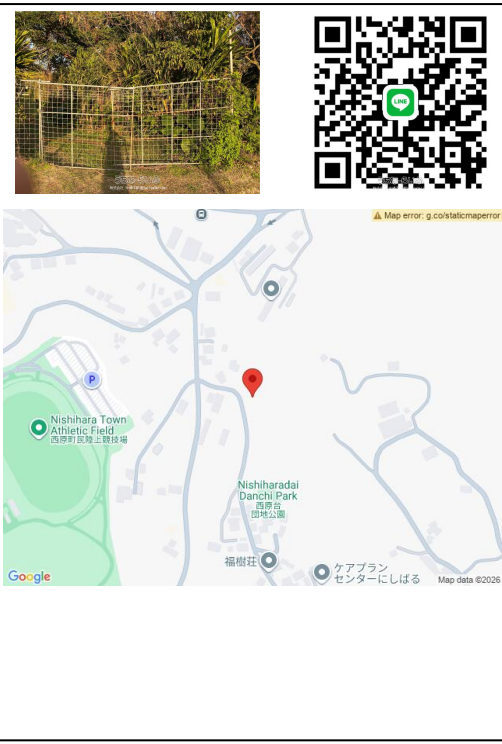 LINE
Map error: g.co/staticmaperror
P
Nishihara Town
Athletic Field
西原町民陸上競技場
Nishiharadai
Danchi Park
西原台
団地公園
福樹荘
ケアプラン
センターにしばる
Google
Map data ©2026